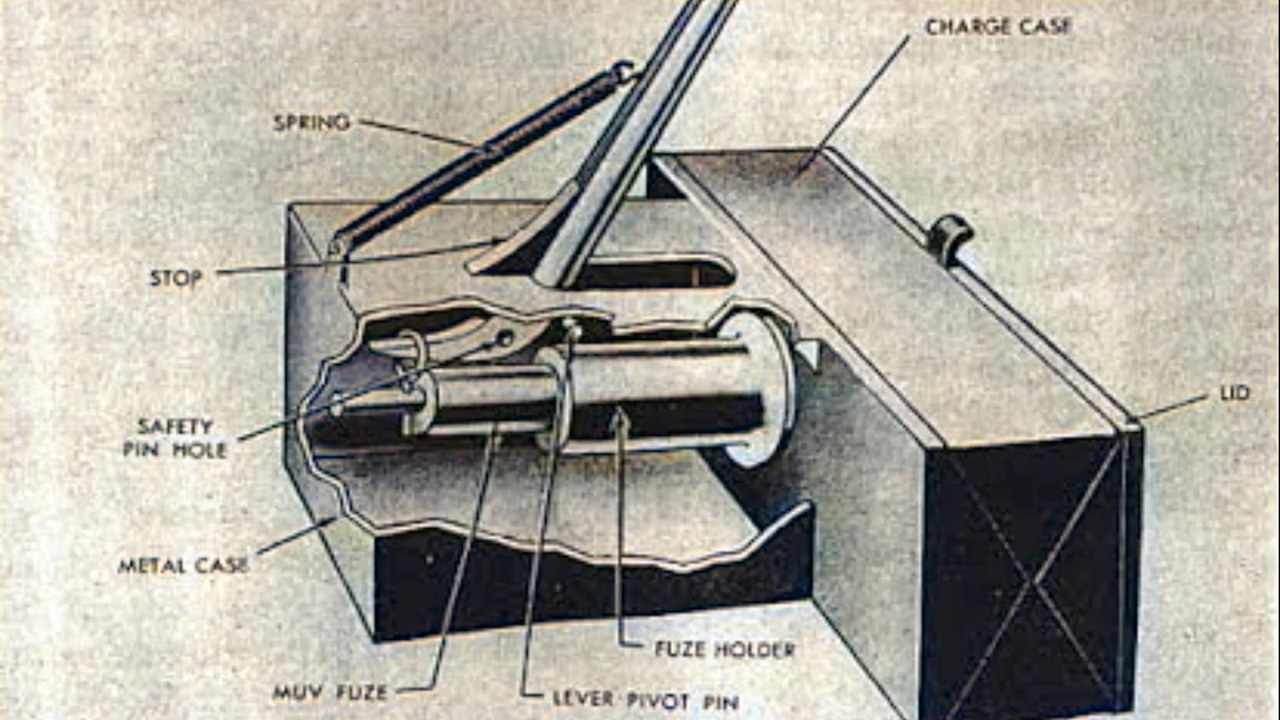 CHARGE CASE
SPRING
STOP
LID
SAFETY
PIN HOLE
METAL CASE
FUZE HOLDER
MUV FUZE
LEVER PIVOT PIN